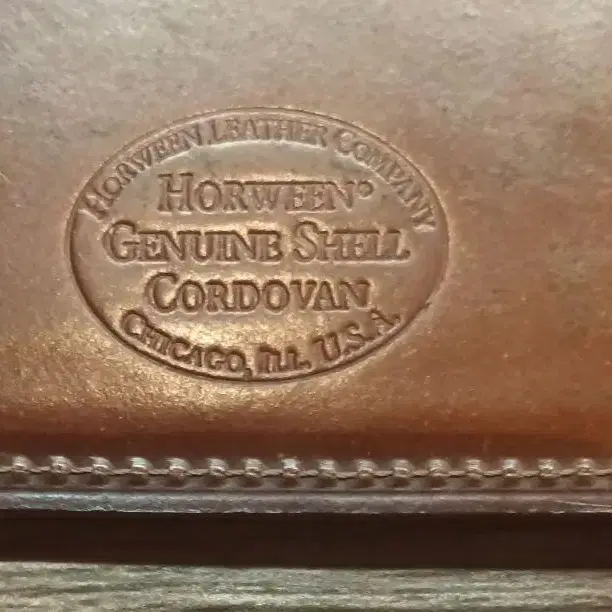 HORWEEN LEATHER COMPANY
HORWEEN®
GENUINE SHELL
CORDOVAN
CHICAGO, ILL. U.S.A.